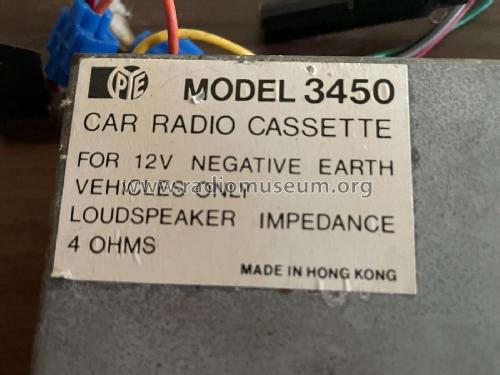 PYE
MODEL 3450
CAR RADIO CASSETTE
FOR 12V NEGATIVE EARTH
VEHICLES ONLY
www.radiomuseum.org
LOUDSPEAKER IMPEDANCE
4 OHMS
MADE IN HONG KONG